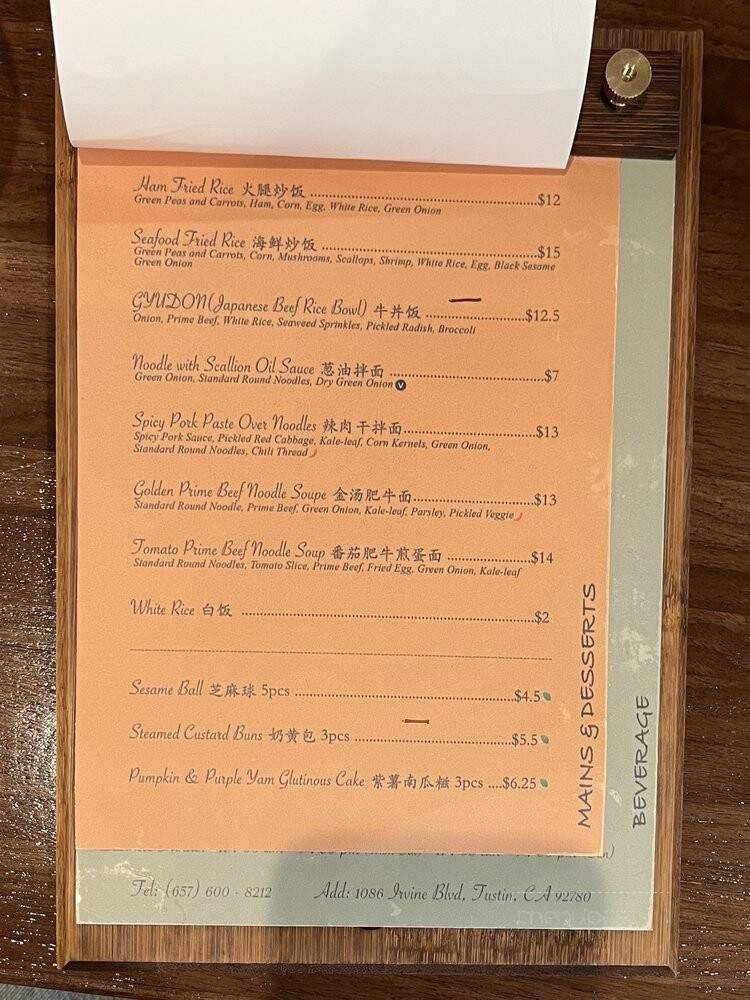 Ham Fried Rice 火腿炒饭 ........ $12
Green Peas and Carrots, Ham, Corn, Egg, White Rice, Green Onion
Seafood Fried Rice 海鲜炒饭 ........ $15
Green Peas and Carrots, Corn, Mushrooms, Scallops, Shrimp, White Rice, Egg, Black Sesame
Green Onion
GYUDON(Japanese Beef Rice Bowl) 牛丼饭 ........ $12.5
Onion, Prime Beef, White Rice, Seaweed Sprinkles, Pickled Radish, Broccoli
Noodle with Scallion Oil Sauce 葱油拌面 ........ $7
Green Onion, Standard Round Noodles, Dry Green Onion V
Spicy Pork Paste Over Noodles 辣肉干拌面 ........ $13
Spicy Pork Sauce, Pickled Red Cabbage, Kale-leaf, Corn Kernels, Green Onion,
Standard Round Noodles, Chili Thread
Golden Prime Beef Noodle Soupe 金汤肥牛面 ........ $13
Standard Round Noodle, Prime Beef, Green Onion, Kale-leaf, Parsley, Pickled Veggie
Tomato Prime Beef Noodle Soup 番茄肥牛煎蛋面 ........ $14
Standard Round Noodles, Tomato Slice, Prime Beef, Fried Egg, Green Onion, Kale-leaf
White Rice 白饭 ........ $2
Sesame Ball 芝麻球 5pcs ........ $4.5
Steamed Custard Buns 奶黄包 3pcs ........ $5.5
Pumpkin & Purple Yam Glutinous Cake 紫薯南瓜糍 3pcs .... $6.25
MAINS & DESSERTS
BEVERAGE
Tel: (657) 600 - 8212 Add: 1086 Irvine Blvd, Tustin, CA 92780